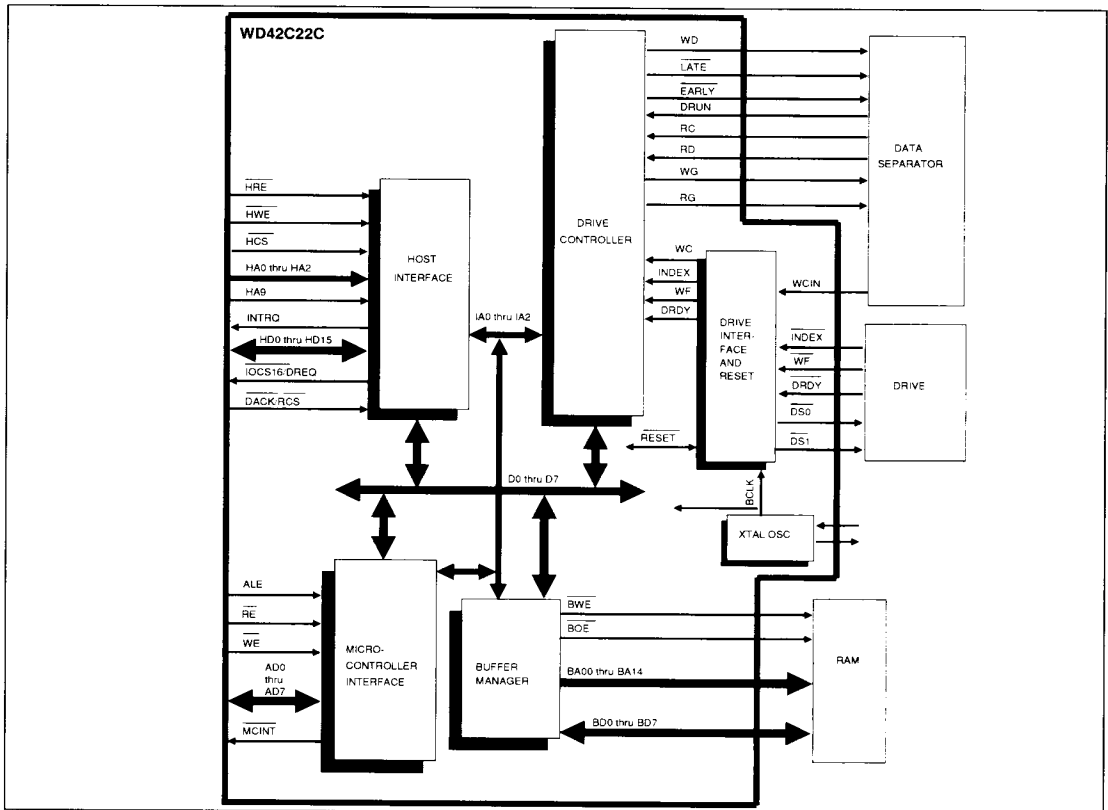 WD42C22C
WD
LATE
EARLY
DRUN
RC
RD
WG
RG
DATA
SEPARATOR
DRIVE
CONTROLLER
HRE
HWE
HCS
HA0 thru HA2
HA9
INTRQ
HD0 thru HD15
IOCS16/DREQ
DACK/RCS
HOST
INTERFACE
IA0 thru IA2
WC
INDEX
WF
DRDY
DRIVE
INTER-
FACE
AND
RESET
WCIN
INDEX
WF
DRDY
DS0
DS1
DRIVE
RESET
D0 thru D7
BCLK
XTAL OSC
ALE
RE
WE
AD0
thru
AD7
MCINT
MICRO-
CONTROLLER
INTERFACE
BUFFER
MANAGER
BWE
BOE
BA00 thru BA14
BD0 thru BD7
RAM